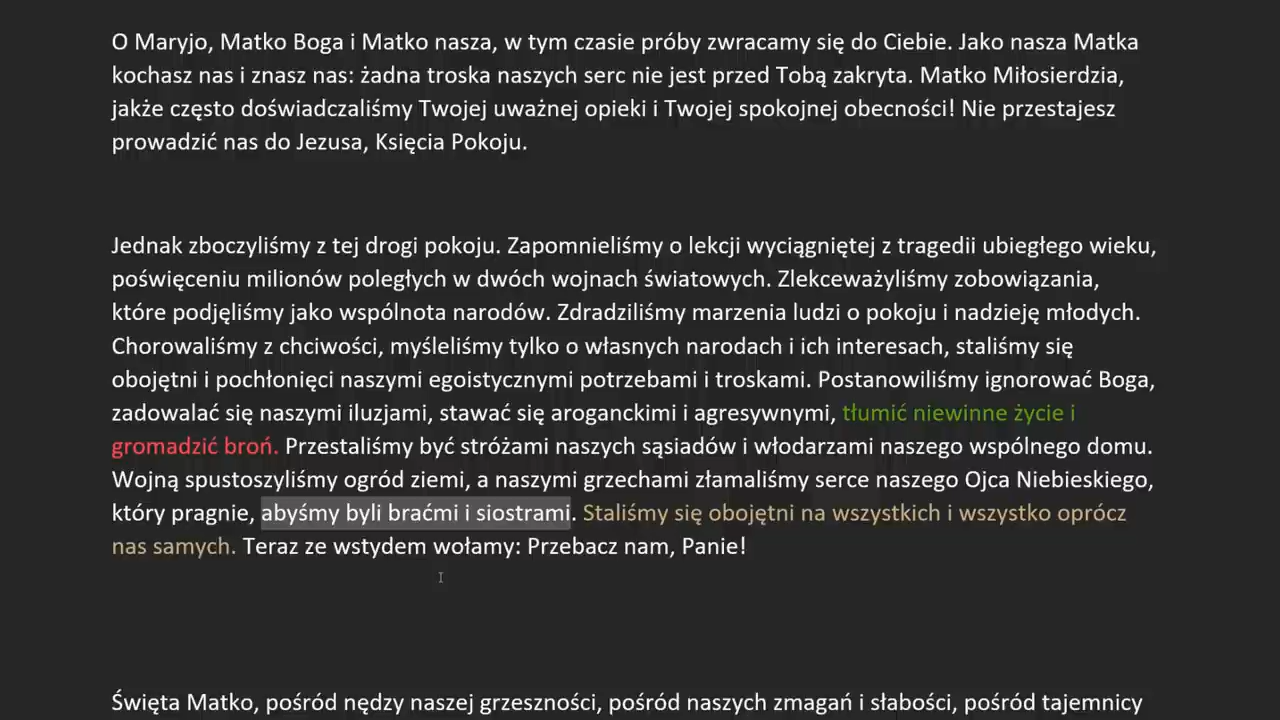 O Maryjo, Matko Boga i Matko nasza, w tym czasie próby zwracamy się do Ciebie. Jako nasza Matka
kochasz nas i znasz nas: żadna troska naszych serc nie jest przed Tobą zakryta. Matko Miłosierdzia,
jakże często doświadczaliśmy Twojej uważnej opieki i Twojej spokojnej obecności! Nie przestajesz
prowadzić nas do Jezusa, Księcia Pokoju.
Jednak zboczyliśmy z tej drogi pokoju. Zapomnieliśmy o lekcji wyciągniętej z tragedii ubiegłego wieku,
poświęceniu milionów poległych w dwóch wojnach światowych. Zlekceważyliśmy zobowiązania,
które podjęliśmy jako wspólnota narodów. Zdradziliśmy marzenia ludzi o pokoju i nadzieję młodych.
Chorowaliśmy z chciwości, myśleliśmy tylko o własnych narodach i ich interesach, staliśmy się
obojętni i pochłonięci naszymi egoistycznymi potrzebami i troskami. Postanowiliśmy ignorować Boga,
zadowalać się naszymi iluzjami, stawać się aroganckimi i agresywnymi, tłumić niewinne życie i
gromadzić broń. Przestaliśmy być stróżami naszych sąsiadów i włodarzami naszego wspólnego domu.
Wojną spustoszyliśmy ogród ziemi, a naszymi grzechami złamaliśmy serce naszego Ojca Niebieskiego,
który pragnie, abyśmy byli braćmi i siostrami. Staliśmy się obojętni na wszystkich i wszystko oprócz
nas samych. Teraz ze wstydem wołamy: Przebacz nam, Panie!
Święta Matko, pośród nędzy naszej grzeszności, pośród naszych zmagań i słabości, pośród tajemnicy